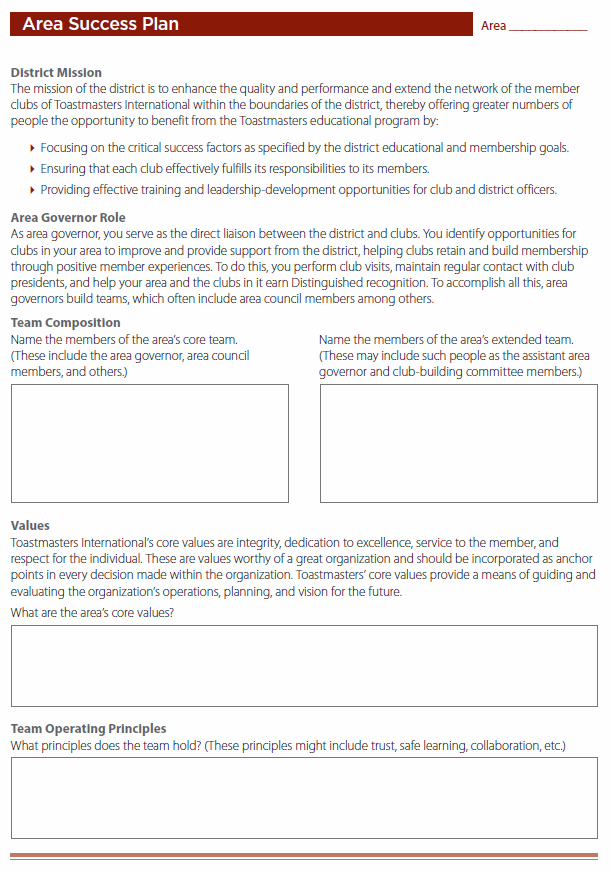 Area Success Plan
Area ____________
District Mission
The mission of the district is to enhance the quality and performance and extend the network of the member
clubs of Toastmasters International within the boundaries of the district, thereby offering greater numbers of
people the opportunity to benefit from the Toastmasters educational program by:
Focusing on the critical success factors as specified by the district educational and membership goals.
Ensuring that each club effectively fulfills its responsibilities to its members.
Providing effective training and leadership-development opportunities for club and district officers.
Area Governor Role
As area governor, you serve as the direct liaison between the district and clubs. You identify opportunities for
clubs in your area to improve and provide support from the district, helping clubs retain and build membership
through positive member experiences. To do this, you perform club visits, maintain regular contact with club
presidents, and help your area and the clubs in it earn Distinguished recognition. To accomplish all this, area
governors build teams, which often include area council members among others.
Team Composition
Name the members of the area's core team.
(These include the area governor, area council
members, and others.)
Name the members of the area's extended team.
(These may include such people as the assistant area
governor and club-building committee members.)
Values
Toastmasters International's core values are integrity, dedication to excellence, service to the member, and
respect for the individual. These are values worthy of a great organization and should be incorporated as anchor
points in every decision made within the organization. Toastmasters' core values provide a means of guiding and
evaluating the organization's operations, planning, and vision for the future.
What are the area's core values?
Team Operating Principles
What principles does the team hold? (These principles might include trust, safe learning, collaboration, etc.)